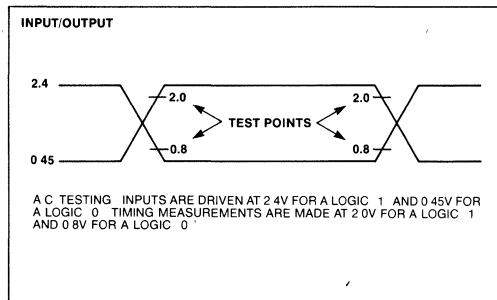 INPUT/OUTPUT
2.4
2.0
2.0
TEST POINTS
0.8
0.8
0 45
A C TESTING INPUTS ARE DRIVEN AT 2 4V FOR A LOGIC 1 AND 0 45V FOR
A LOGIC 0 TIMING MEASUREMENTS ARE MADE AT 2 0V FOR A LOGIC 1
AND 0 8V FOR A LOGIC 0